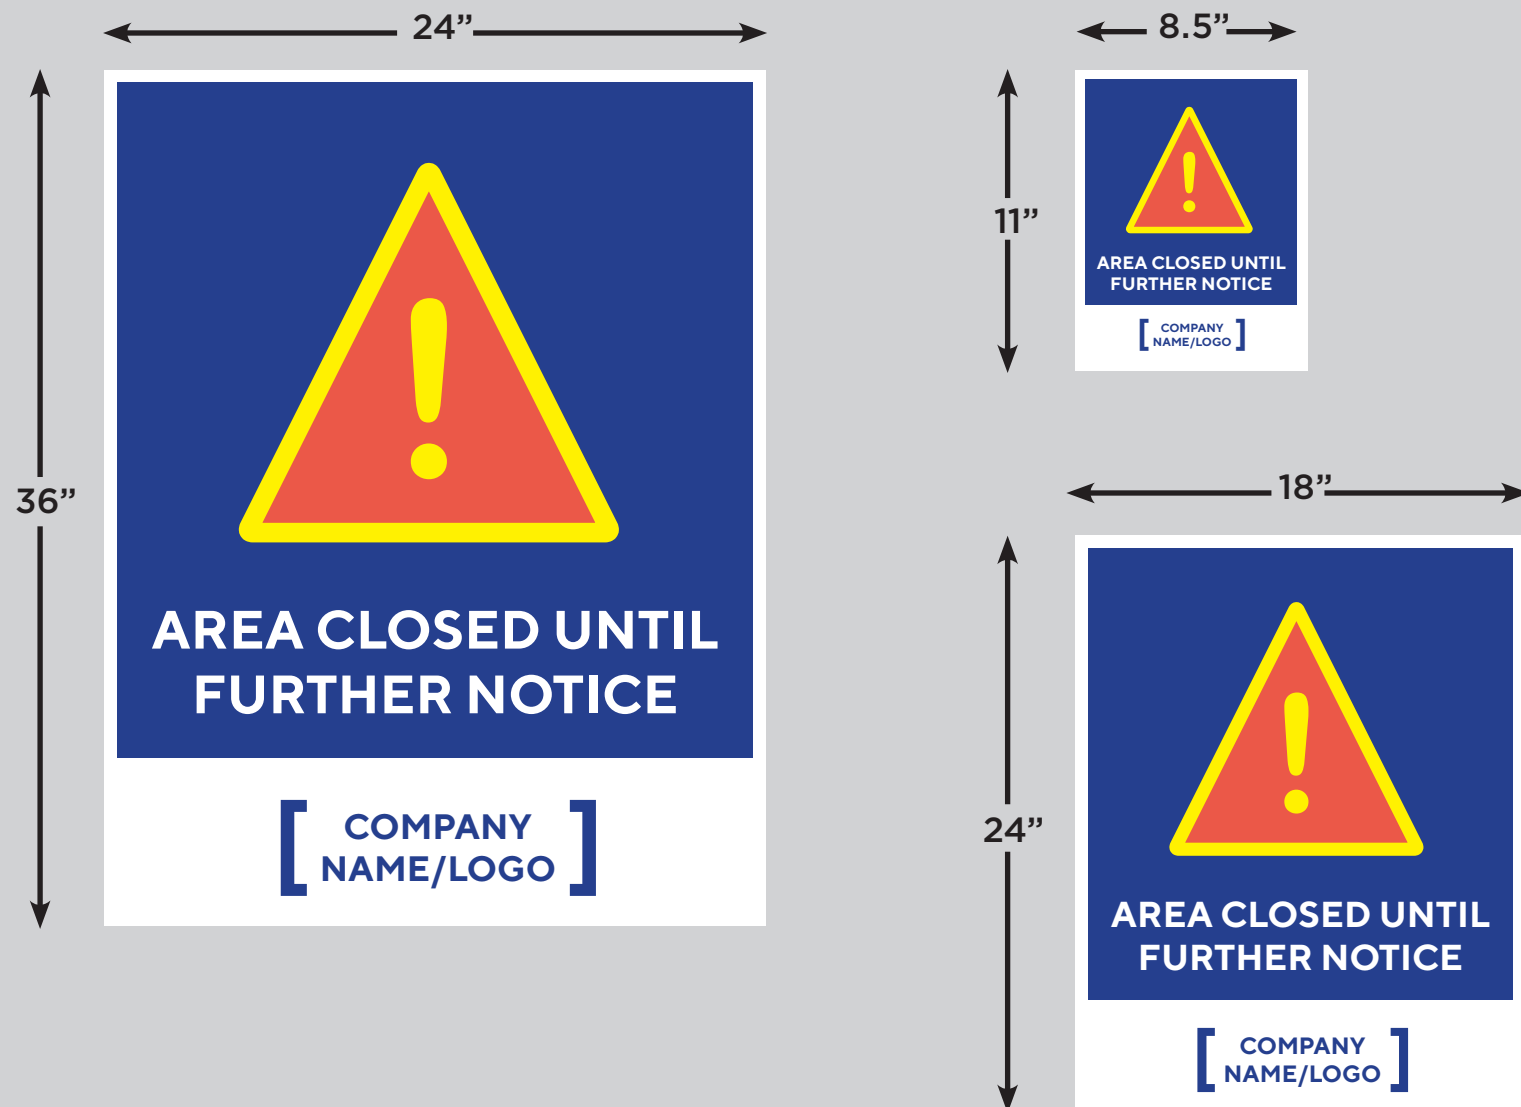 24”
36”
!
AREA CLOSED UNTIL
FURTHER NOTICE
[ COMPANY
NAME/LOGO ]
8.5”
11”
!
AREA CLOSED UNTIL
FURTHER NOTICE
[ COMPANY
NAME/LOGO ]
18”
24”
!
AREA CLOSED UNTIL
FURTHER NOTICE
[ COMPANY
NAME/LOGO ]